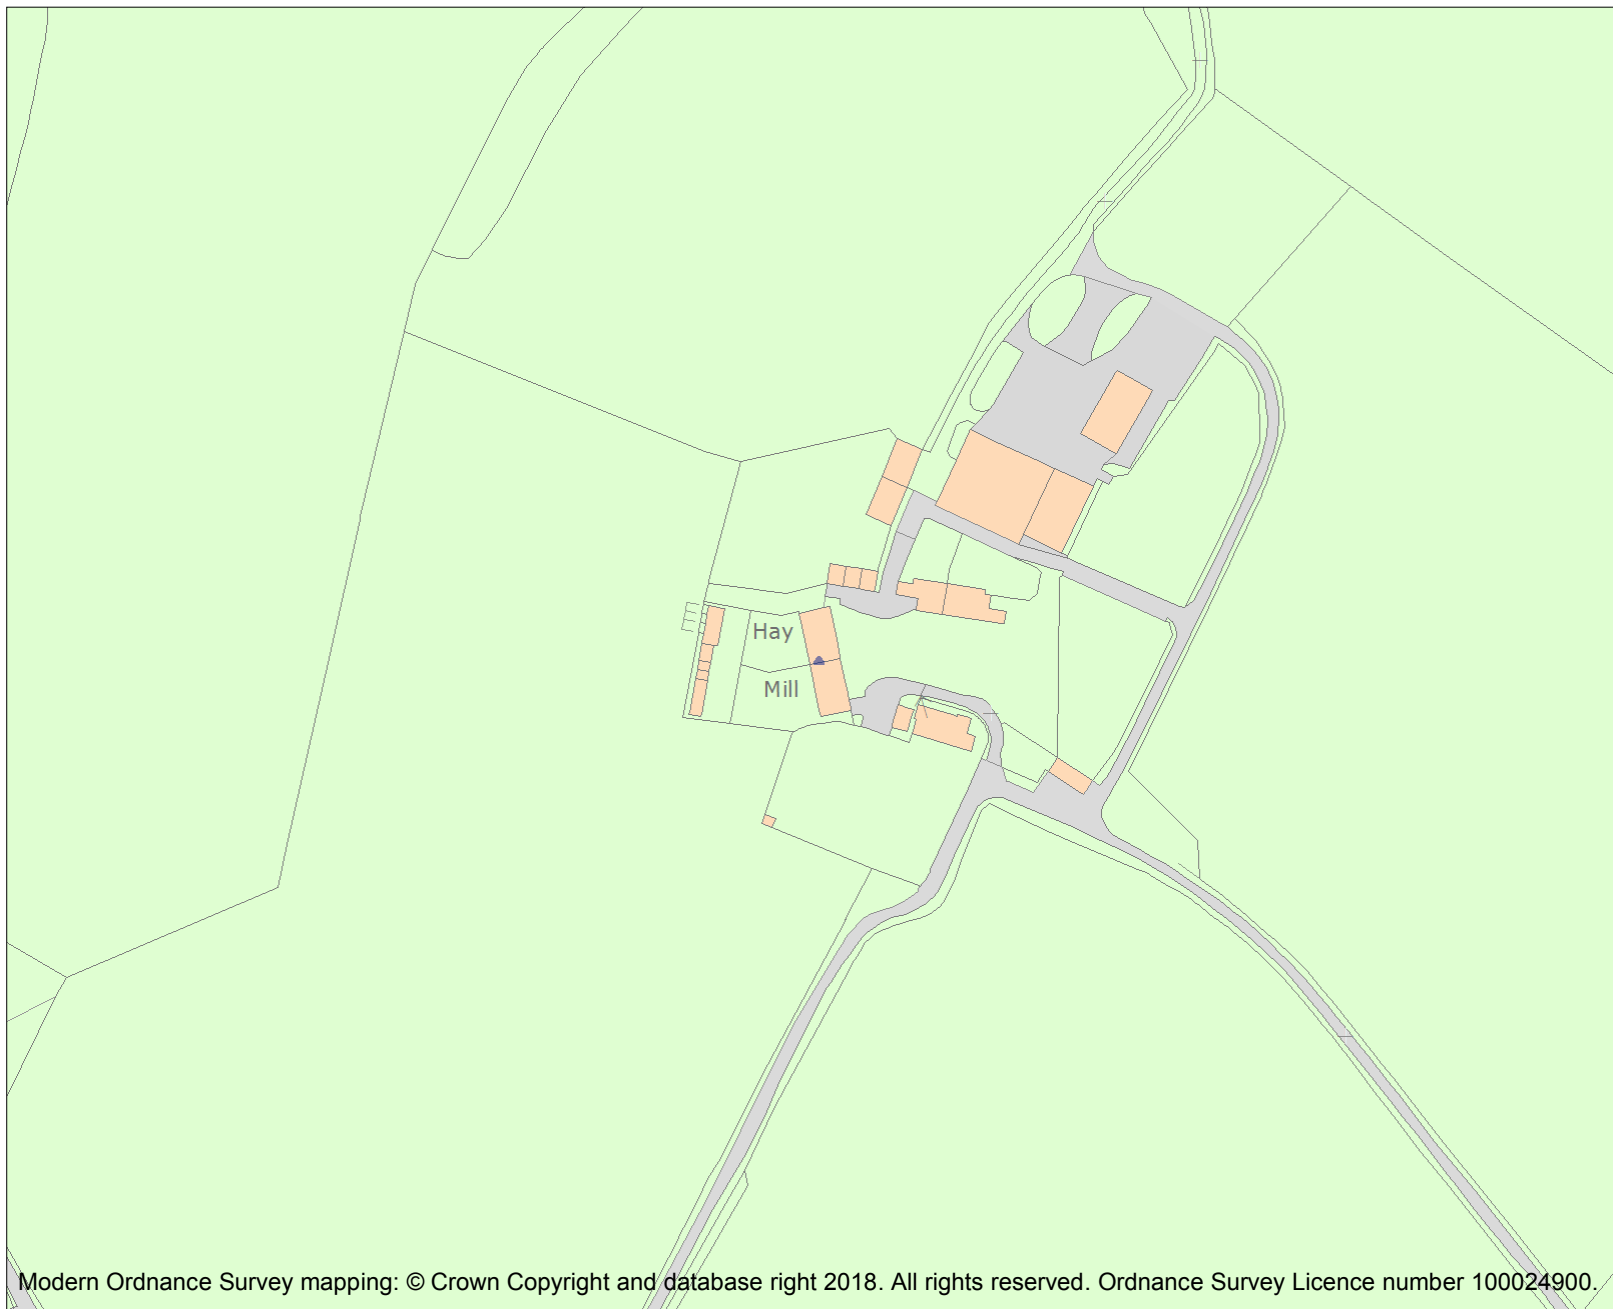 Hay
Mill
Modern Ordnance Survey mapping: © Crown Copyright and database right 2018. All rights reserved. Ordnance Survey Licence number 100024900.